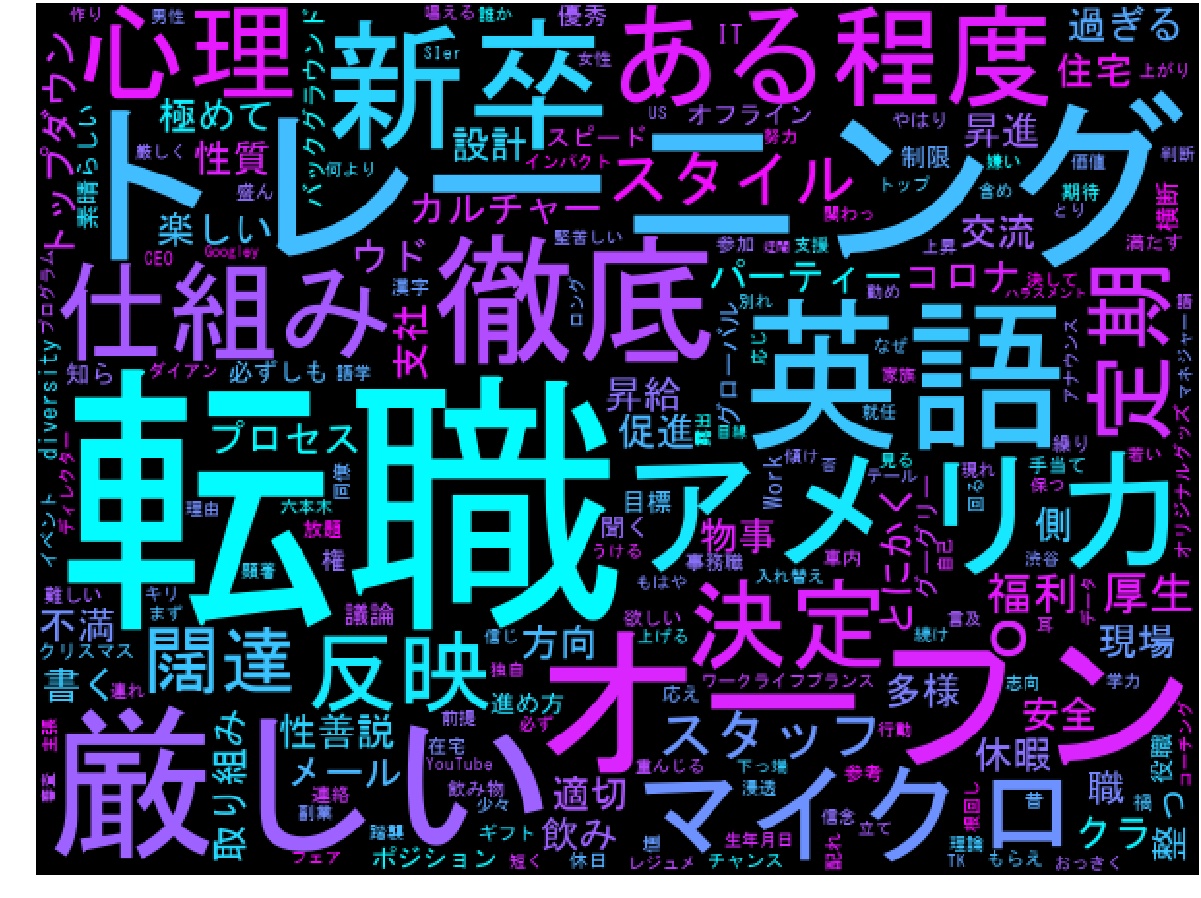 作り
男性
唱える
誰か
優秀
心理
新卒
ある程度
IT
過ぎる
SIer
女性
住宅
上がり
トップダウン
バックグラウンド
極めて
US
オフライン
やはり
昇進
素晴らしい
厳しく
性質
何より
設計
スピード
インパクト
努力
制限
嫌い
価値
判断
トレーニング
スタイル
トップ
含め
期待
とり
横断
盛ん
楽しい
カルチャー
関わっ
交流
満たす
CEO
Googley
ウド
堅苦しい
参加
支援
上昇
プログラム
仕組み
漢字
徹底
ロング
パーティー
コロナ
決して
ハラスメント
別れ
勤め
定期
女社
グローバル
英語
なぜ
アナウンス
マネジャー
知ら
ダイアン
必ずしも
語学
家族
diversity
昇給
就任
転職
プロセス
促進
繰り
オリジナルグッズ
ディレクター
アメリカ
Work
傾け
見る
テール
現れ
手当て
若い
保つ
回る
目標
イベント
理由
六本木
放題
聞く
物事
とにかく
グーグリー
自己
側
渋谷
うける
事務職
車内
顕著
権
もはや
入れ替え
福利
厚生
データ
難しい
キリ
まず
議論
欲しい
決定
言及
耳
不満
クリスマス
闊達
反映
信じ
方向
上げる
続け
現場
オープン
独自
書く
連れ
進め方
応え
ワークライフバランス
多様
志向
学力
安全
コーチング
厳しい
取り組み
性善説
前提
必ず
スタッフ
行動
休暇
主張
メール
在宅
YouTube
重んじる
下っ端
参考
役職
連絡
飲み物
少々
適切
マイクロ
浸透
昔
職
禍
整っ
副業
踏襲
ギフト
飲み
信念
立て
根回し
クラ
生年月日
フェア
ポジション
短く
休日
レジュメ
チャンス
配れ
理論
TK
もらえ
おっきく